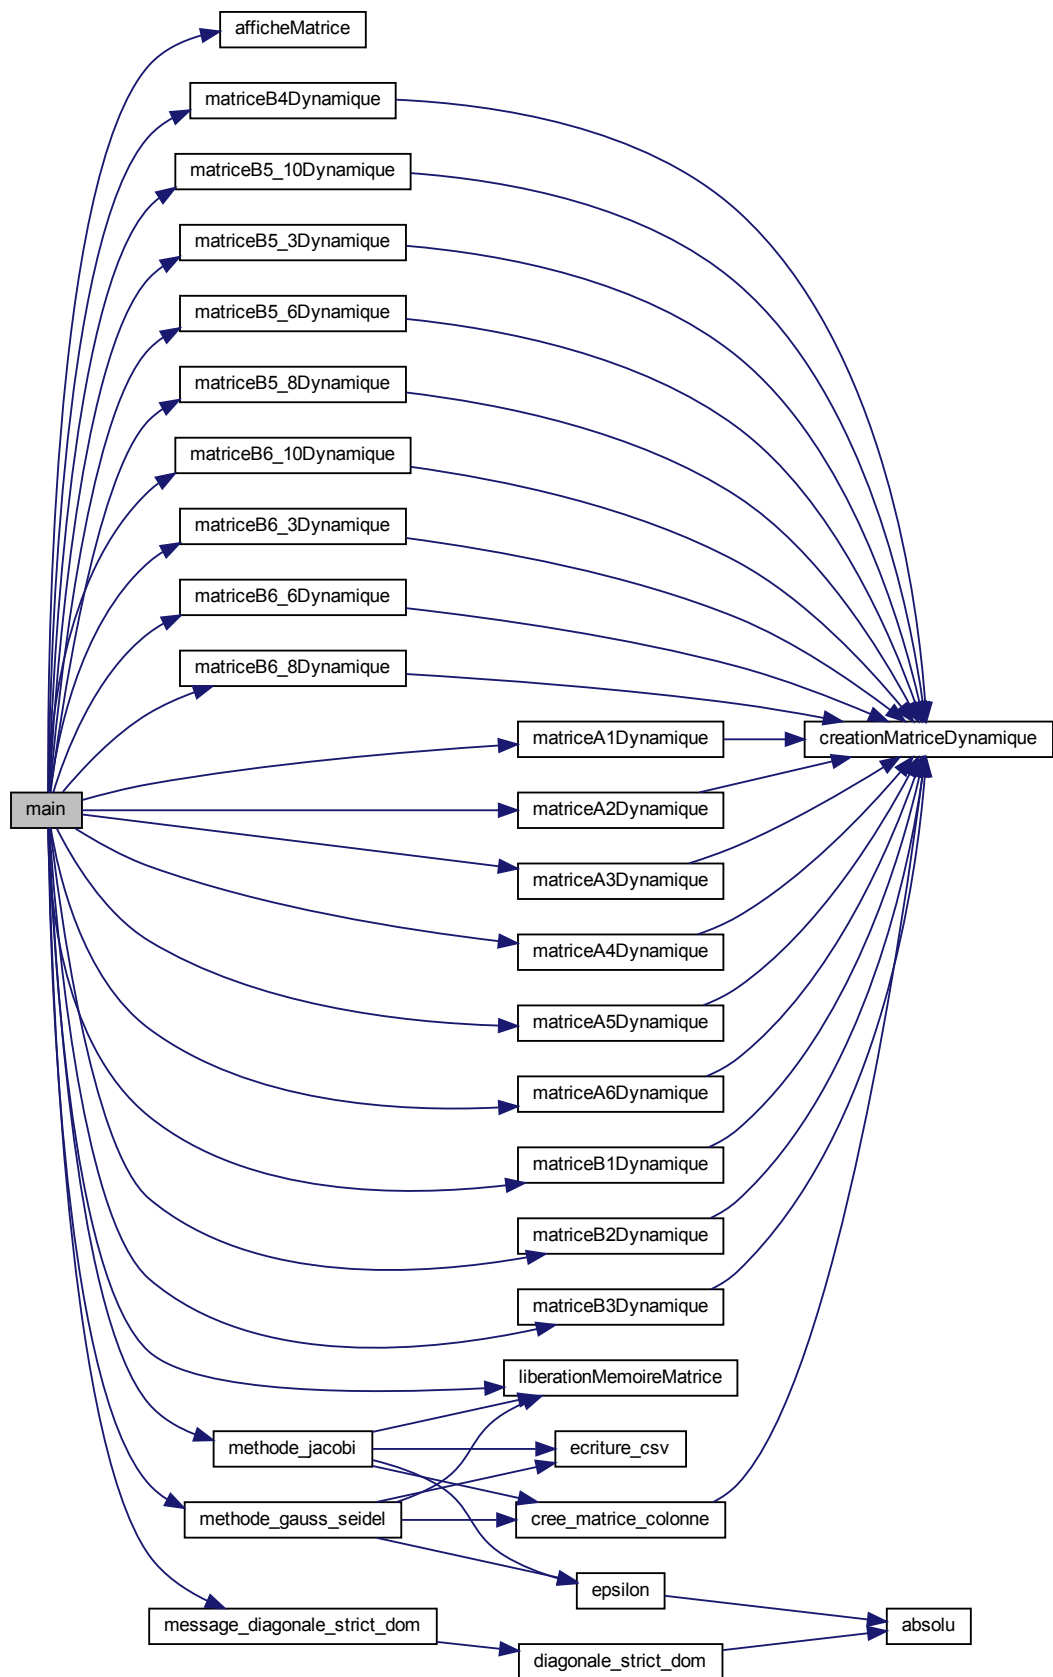 afficheMatrice
matriceB4Dynamique
matriceB5_10Dynamique
matriceB5_3Dynamique
matriceB5_6Dynamique
matriceB5_8Dynamique
matriceB6_10Dynamique
matriceB6_3Dynamique
matriceB6_6Dynamique
matriceB6_8Dynamique
matriceA1Dynamique
creationMatriceDynamique
main
matriceA2Dynamique
matriceA3Dynamique
matriceA4Dynamique
matriceA5Dynamique
matriceA6Dynamique
matriceB1Dynamique
matriceB2Dynamique
matriceB3Dynamique
liberationMemoireMatrice
methode_jacobi
ecriture_csv
methode_gauss_seidel
cree_matrice_colonne
epsilon
message_diagonale_strict_dom
absolu
diagonale_strict_dom